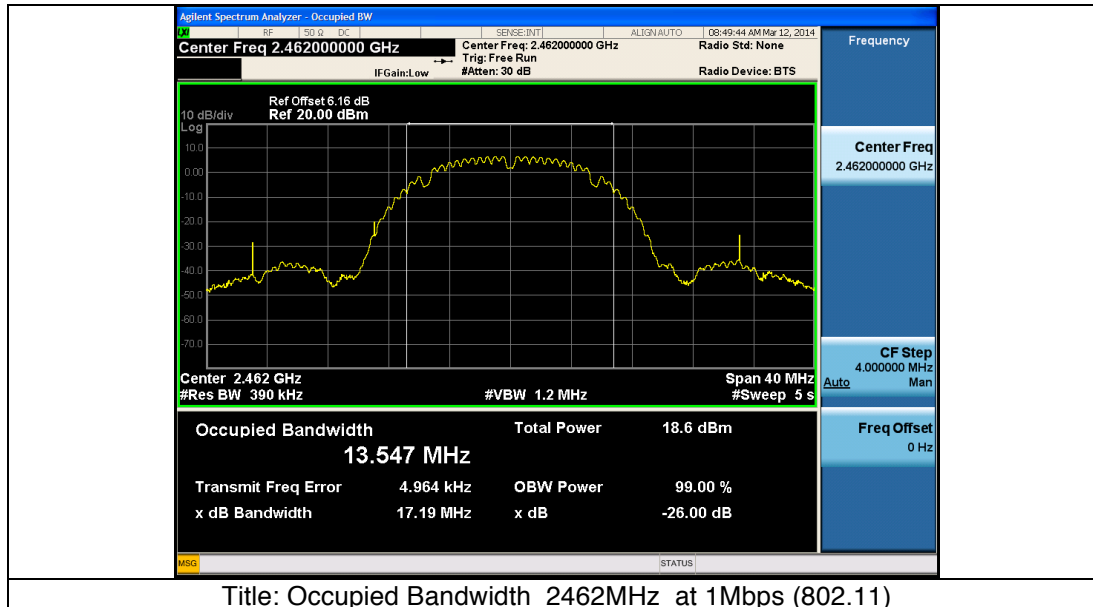 Agilent Spectrum Analyzer - Occupied BW
LXI RF 50 Ω DC SENSE:INT ALIGN AUTO 08:49:44 AM Mar 12, 2014
Center Freq 2.462000000 GHz
Center Freq: 2.462000000 GHz
Radio Std: None
Trig: Free Run
IFGain:Low
#Atten: 30 dB
Radio Device: BTS
Frequency
Ref Offset 6.16 dB
10 dB/div Ref 20.00 dBm
Log
10.0
0.00
-10.0
-20.0
-30.0
-40.0
-50.0
-60.0
-70.0
Center 2.462 GHz
Span 40 MHz
#Res BW 390 kHz
#VBW 1.2 MHz
#Sweep 5 s
Center Freq
2.462000000 GHz
CF Step
4.000000 MHz
Auto Man
Freq Offset
0 Hz
Occupied Bandwidth
13.547 MHz
Total Power 18.6 dBm
Transmit Freq Error 4.964 kHz
OBW Power 99.00 %
x dB Bandwidth 17.19 MHz
x dB -26.00 dB
MSG STATUS
Title: Occupied Bandwidth 2462MHz at 1Mbps (802.11)